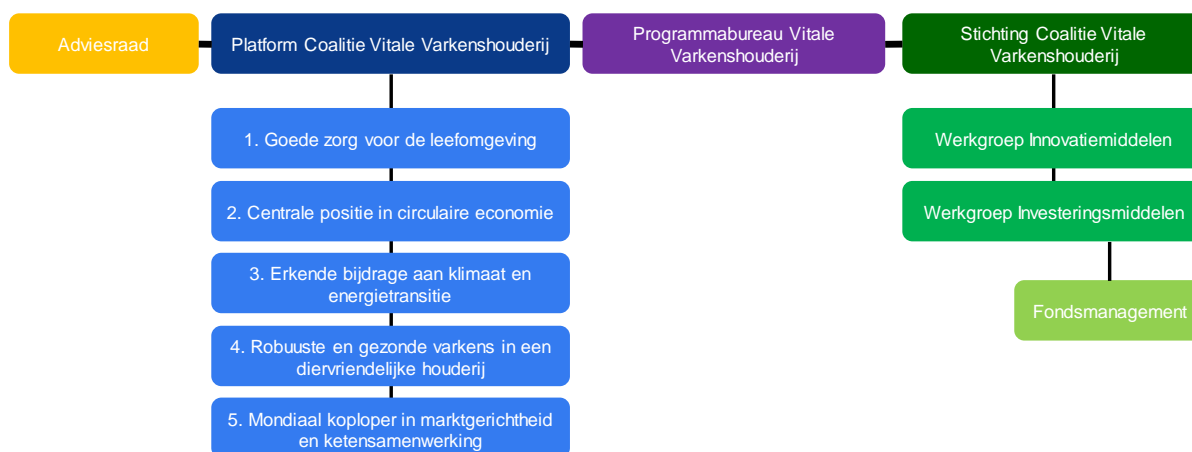 Adviesraad
Platform Coalitie Vitale Varkenshouderij
Programmabureau Vitale
Varkenshouderij
Stichting Coalitie Vitale
Varkenshouderij
1. Goede zorg voor de leefomgeving
2. Centrale positie in circulaire economie
3. Erkende bijdrage aan klimaat en
energietransitie
4. Robuuste en gezonde varkens in een
diervriendelijke houderij
5. Mondiaal koploper in marktgerichtheid
en ketensamenwerking
Werkgroep Innovatiemiddelen
Werkgroep Investeringsmiddelen
Fondsmanagement